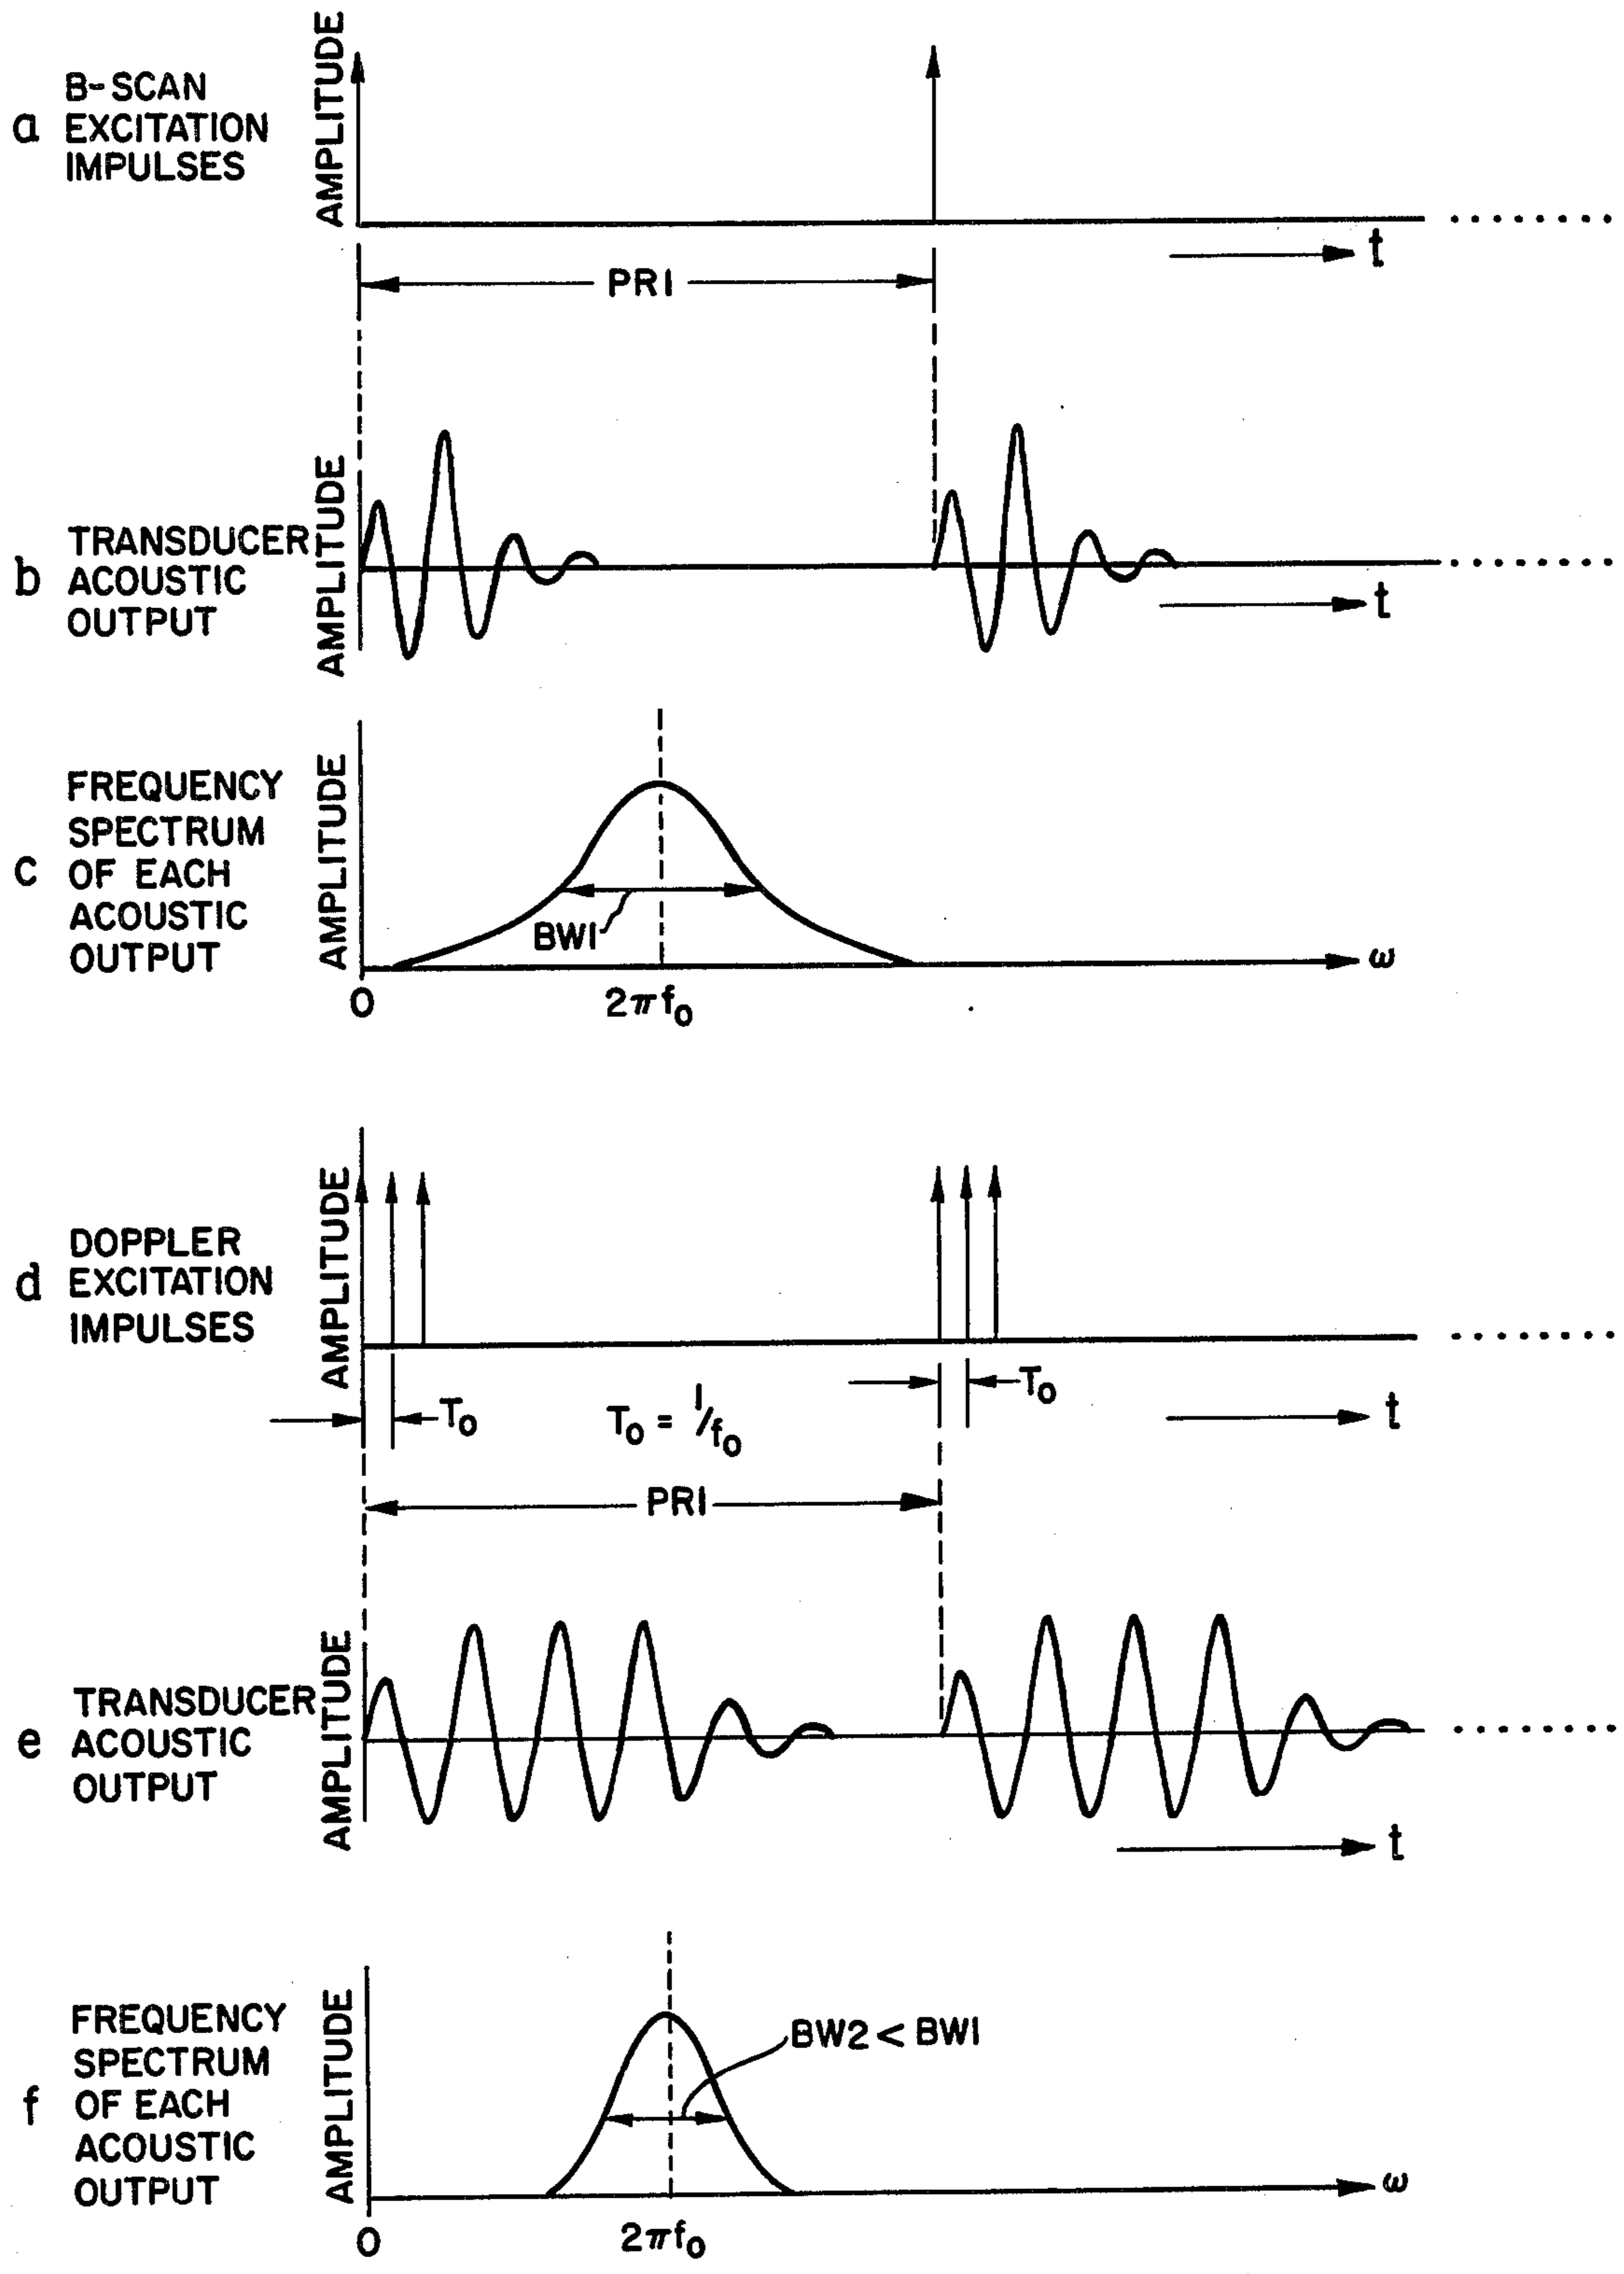 a
B-SCAN
EXCITATION
IMPULSES
AMPLITUDE
t
PRI
b
TRANSDUCER
ACOUSTIC
OUTPUT
AMPLITUDE
t
c
FREQUENCY
SPECTRUM
OF EACH
ACOUSTIC
OUTPUT
AMPLITUDE
BW1
ω
0
2πf₀
d
DOPPLER
EXCITATION
IMPULSES
AMPLITUDE
T₀
T₀ = 1/f₀
T₀
t
PRI
e
TRANSDUCER
ACOUSTIC
OUTPUT
AMPLITUDE
t
f
FREQUENCY
SPECTRUM
OF EACH
ACOUSTIC
OUTPUT
AMPLITUDE
BW2 < BW1
ω
0
2πf₀